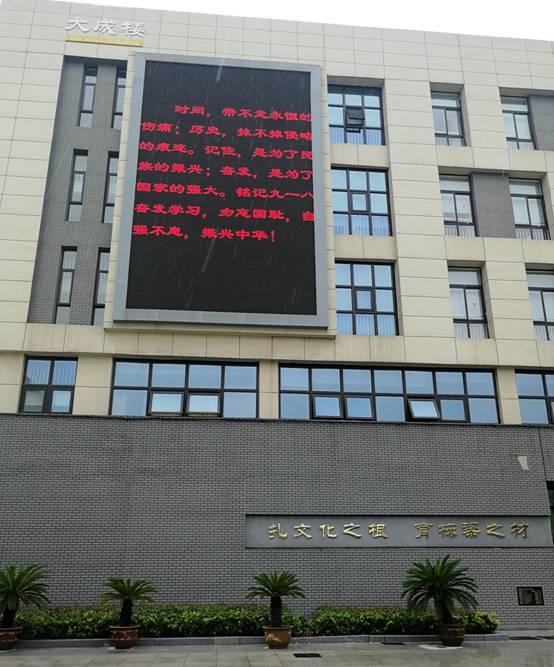 大成楼
时间,带不走永恒的
伤痛;历史,抹不掉侵略
的痕迹。记住,是为了民
族的振兴;奋发,是为了
国家的强大。铭记九一八
奋发学习,勿忘国耻,自
强不息,振兴中华!
扎文化之根 育栋梁之材